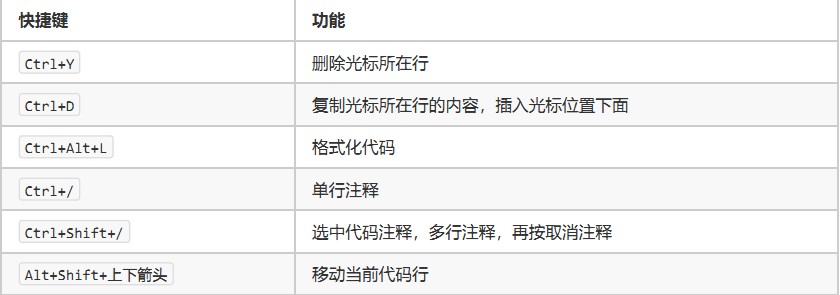 快捷键 功能
Ctrl+Y 删除光标所在行
Ctrl+D 复制光标所在行的内容，插入光标位置下面
Ctrl+Alt+L 格式化代码
Ctrl+/ 单行注释
Ctrl+Shift+/ 选中代码注释，多行注释，再按取消注释
Alt+Shift+上下箭头 移动当前代码行